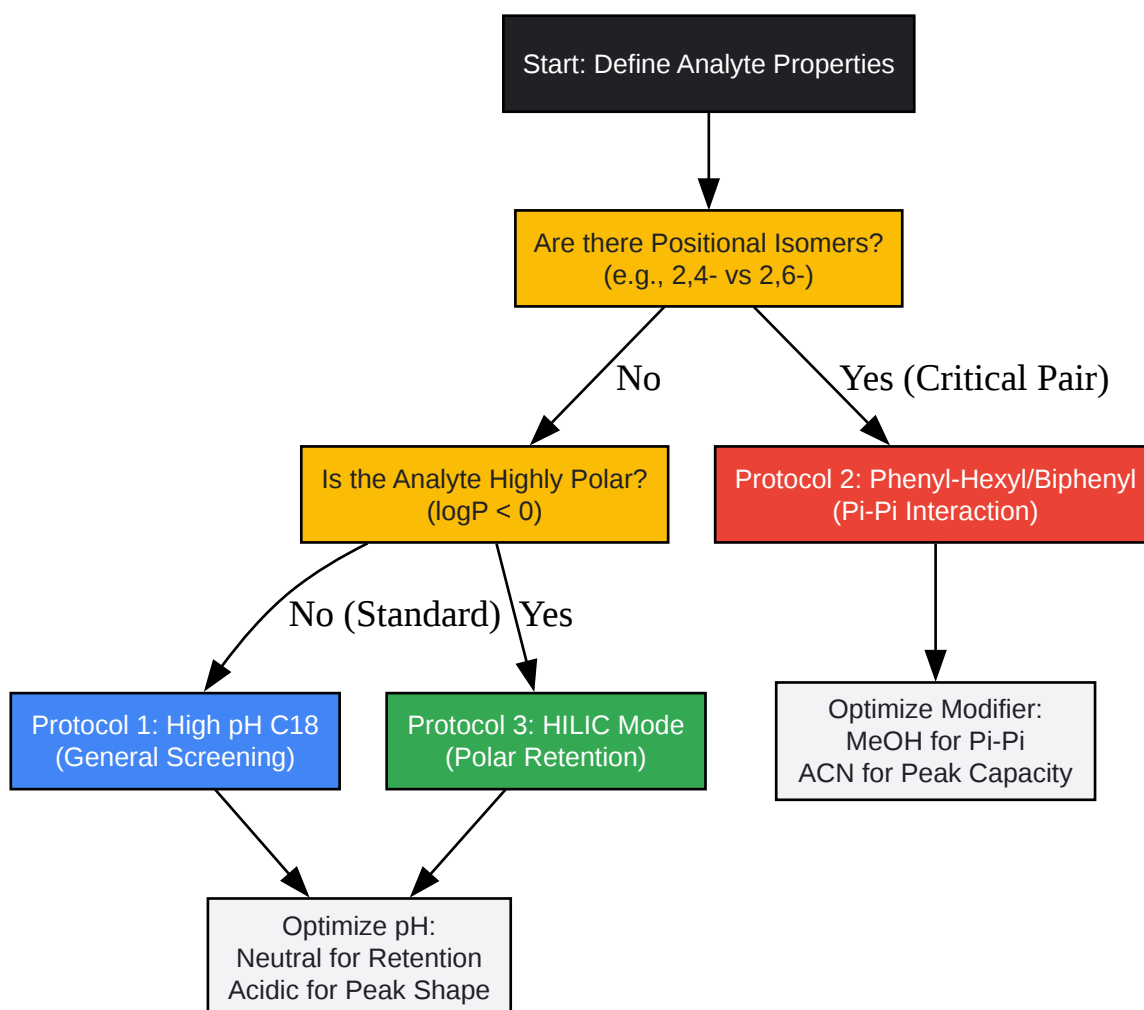 Start: Define Analyte Properties
Are there Positional Isomers?
(e.g., 2,4- vs 2,6-)
No
Yes (Critical Pair)
Is the Analyte Highly Polar?
(logP < 0)
Protocol 2: Phenyl-Hexyl/Biphenyl
(Pi-Pi Interaction)
No (Standard)
Yes
Protocol 1: High pH C18
(General Screening)
Protocol 3: HILIC Mode
(Polar Retention)
Optimize Modifier:
MeOH for Pi-Pi
ACN for Peak Capacity
Optimize pH:
Neutral for Retention
Acidic for Peak Shape